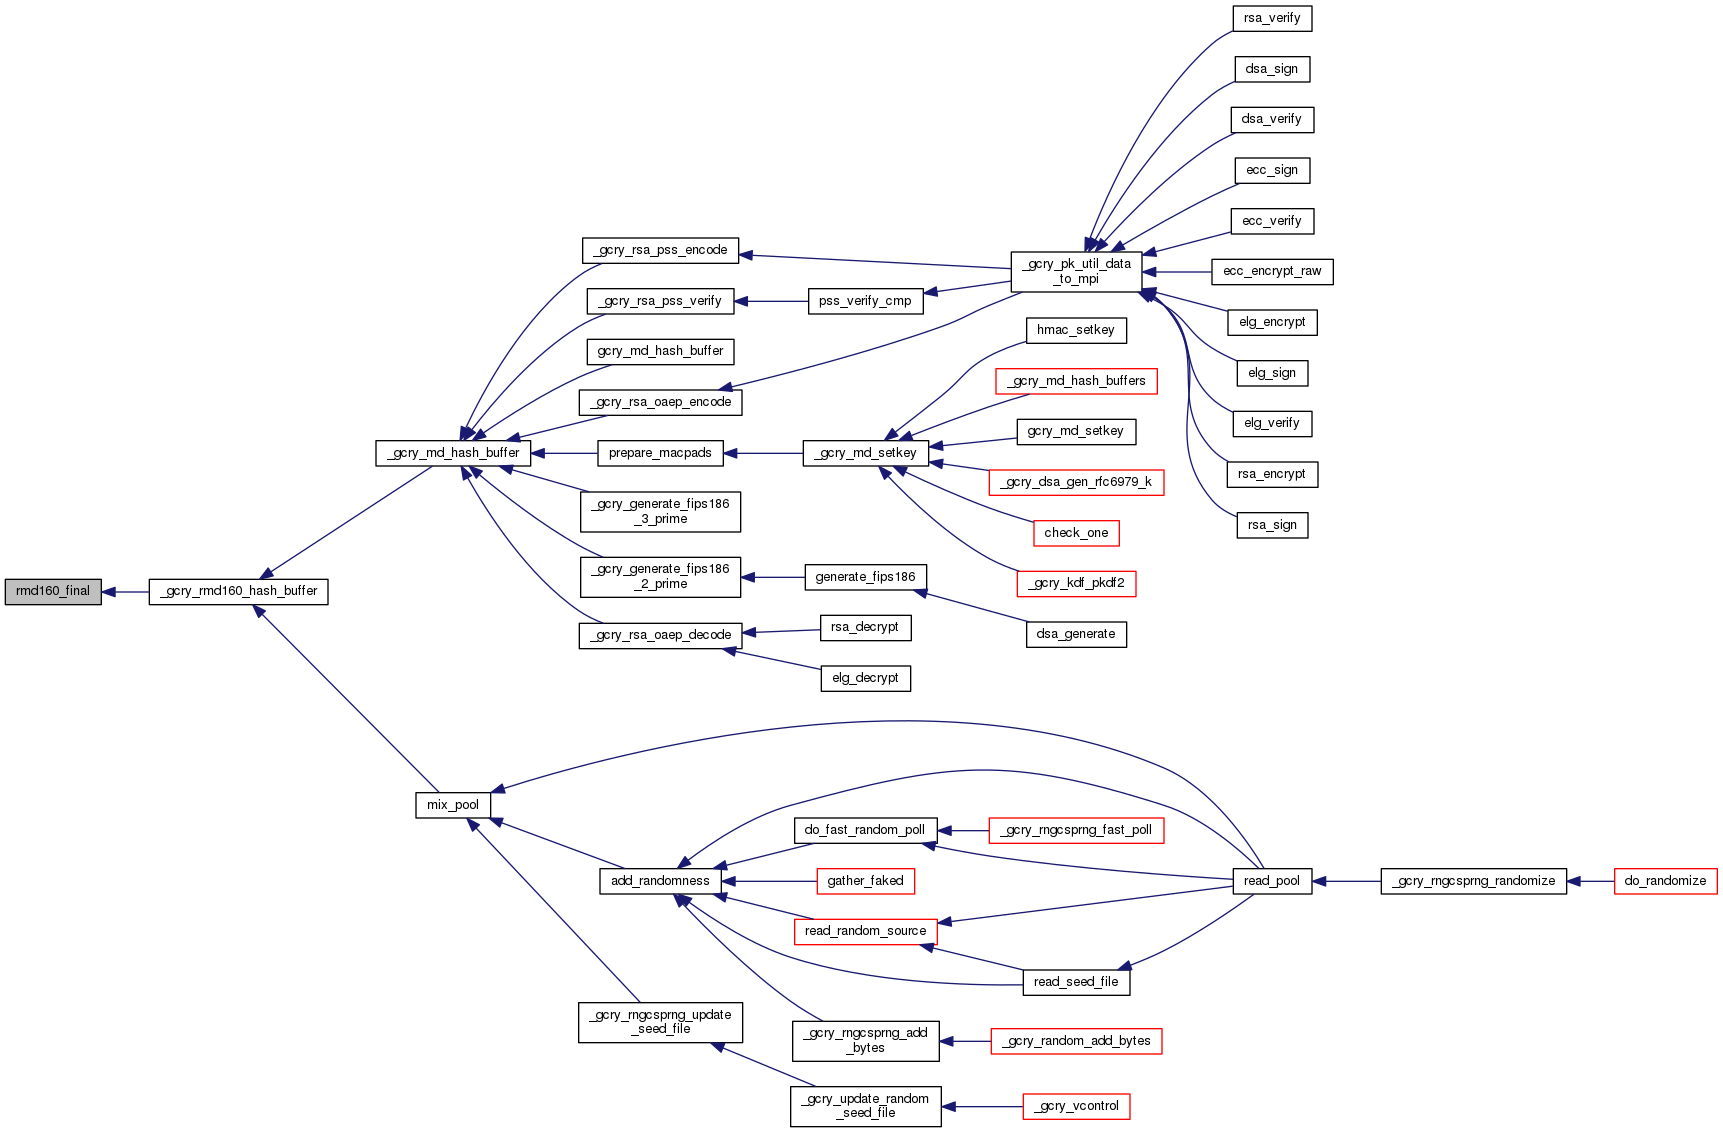 rsa_verify
dsa_sign
dsa_verify
ecc_sign
ecc_verify
_gcry_rsa_pss_encode
_gcry_pk_util_data
_to_mpi
ecc_encrypt_raw
_gcry_rsa_pss_verify
pss_verify_cmp
elg_encrypt
hmac_setkey
gcry_md_hash_buffer
elg_sign
_gcry_md_hash_buffers
_gcry_rsa_oaep_encode
elg_verify
gcry_md_setkey
_gcry_md_hash_buffer
prepare_macpads
_gcry_md_setkey
rsa_encrypt
_gcry_dsa_gen_rfc6979_k
_gcry_generate_fips186
_3_prime
rsa_sign
check_one
_gcry_generate_fips186
_2_prime
generate_fips186
_gcry_kdf_pkdf2
rmd160_final
_gcry_rmd160_hash_buffer
rsa_decrypt
_gcry_rsa_oaep_decode
dsa_generate
elg_decrypt
mix_pool
do_fast_random_poll
_gcry_rngcsprng_fast_poll
add_randomness
gather_faked
read_pool
_gcry_rngcsprng_randomize
do_randomize
read_random_source
read_seed_file
_gcry_rngcsprng_update
_seed_file
_gcry_rngcsprng_add
_bytes
_gcry_random_add_bytes
_gcry_update_random
_seed_file
_gcry_vcontrol